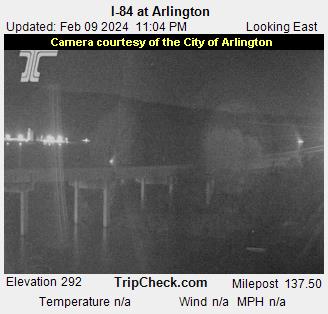 I-84 at Arlington
Updated: Feb 09 2024 11:04 PM Looking East
Camera courtesy of the City of Arlington
Elevation 292 TripCheck.com Milepost 137.50
Temperature n/a Wind n/a MPH n/a